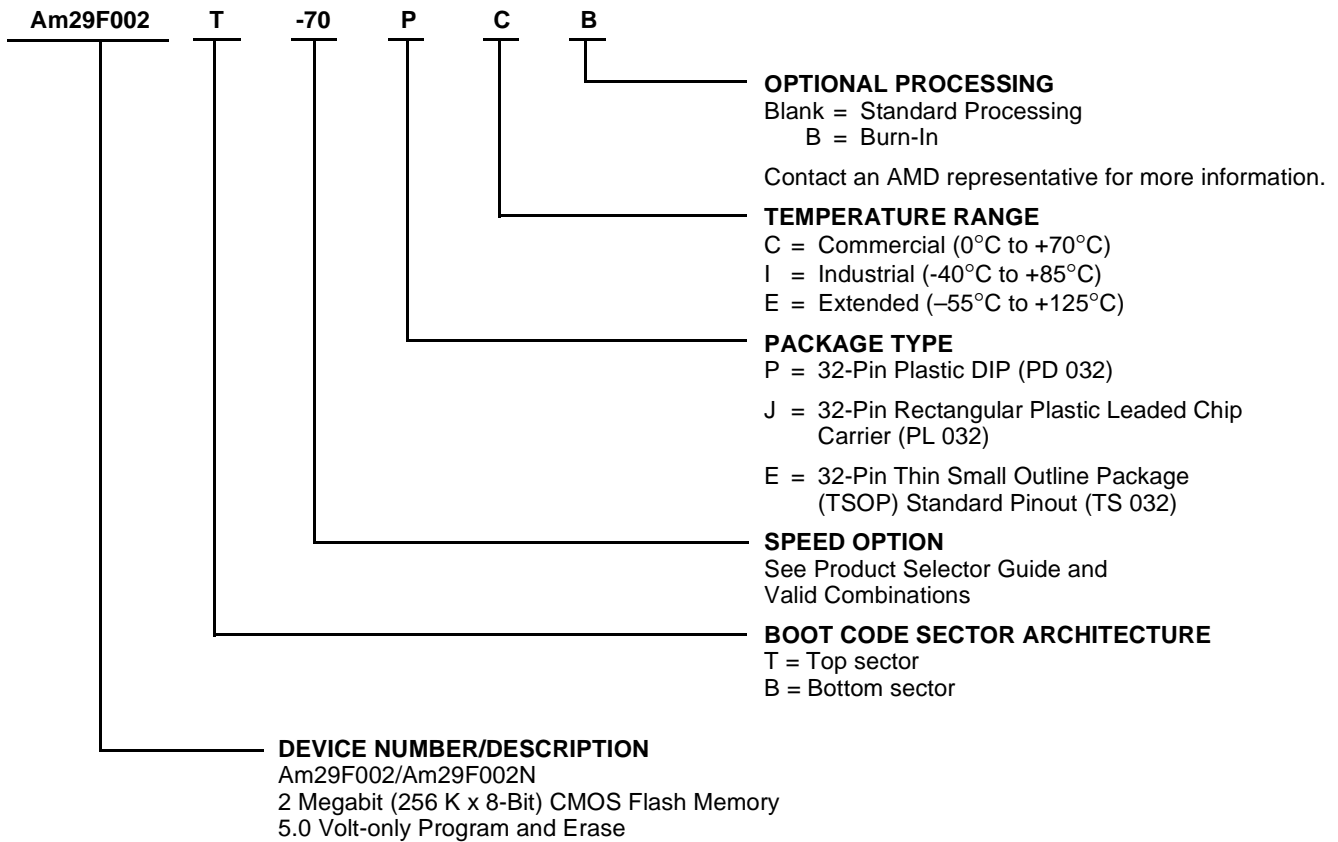 Am29F002 T -70 P C B
OPTIONAL PROCESSING
Blank = Standard Processing
B = Burn-In
Contact an AMD representative for more information.
TEMPERATURE RANGE
C = Commercial (0°C to +70°C)
I = Industrial (-40°C to +85°C)
E = Extended (–55°C to +125°C)
PACKAGE TYPE
P = 32-Pin Plastic DIP (PD 032)
J = 32-Pin Rectangular Plastic Leaded Chip
Carrier (PL 032)
E = 32-Pin Thin Small Outline Package
(TSOP) Standard Pinout (TS 032)
SPEED OPTION
See Product Selector Guide and
Valid Combinations
BOOT CODE SECTOR ARCHITECTURE
T = Top sector
B = Bottom sector
DEVICE NUMBER/DESCRIPTION
Am29F002/Am29F002N
2 Megabit (256 K x 8-Bit) CMOS Flash Memory
5.0 Volt-only Program and Erase